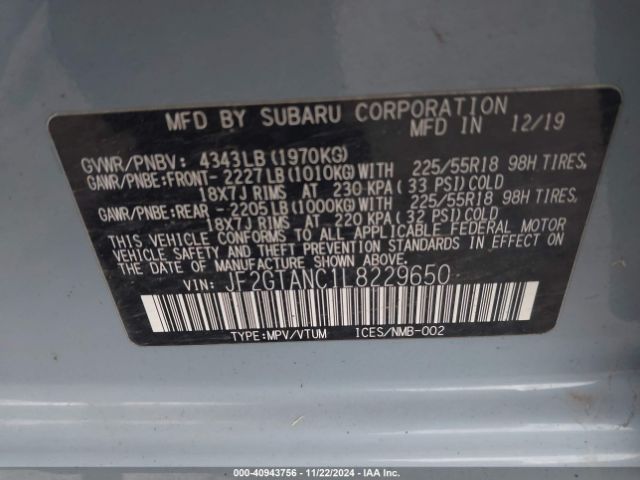 MFD BY SUBARU CORPORATION
MFD. IN 12/19
GVWR/PNBV: 4343LB (1970KG)
GAWR/PNBE: FRONT- 2227LB (1010KG) WITH 225/55R18 98H TIRES,
18X7J RIMS AT 230 KPA ( 33 PSI) COLD
GAWR/PNBE: REAR - 2205LB (1000KG) WITH 225/55R18 98H TIRES,
18X7J RIMS AT 220 KPA ( 32 PSI) COLD
THIS VEHICLE CONFORMS TO ALL APPLICABLE FEDERAL MOTOR
VEHICLE SAFETY AND BUMPER STANDARDS IN EFFECT ON
THE DATE OF MANUFACTURE SHOWN ABOVE.
VIN: JF2GTANC1L8229650
TYPE:MPV/VTUM ICES/NMB-002
000-40943756 - 11/22/2024 - IAA Inc.